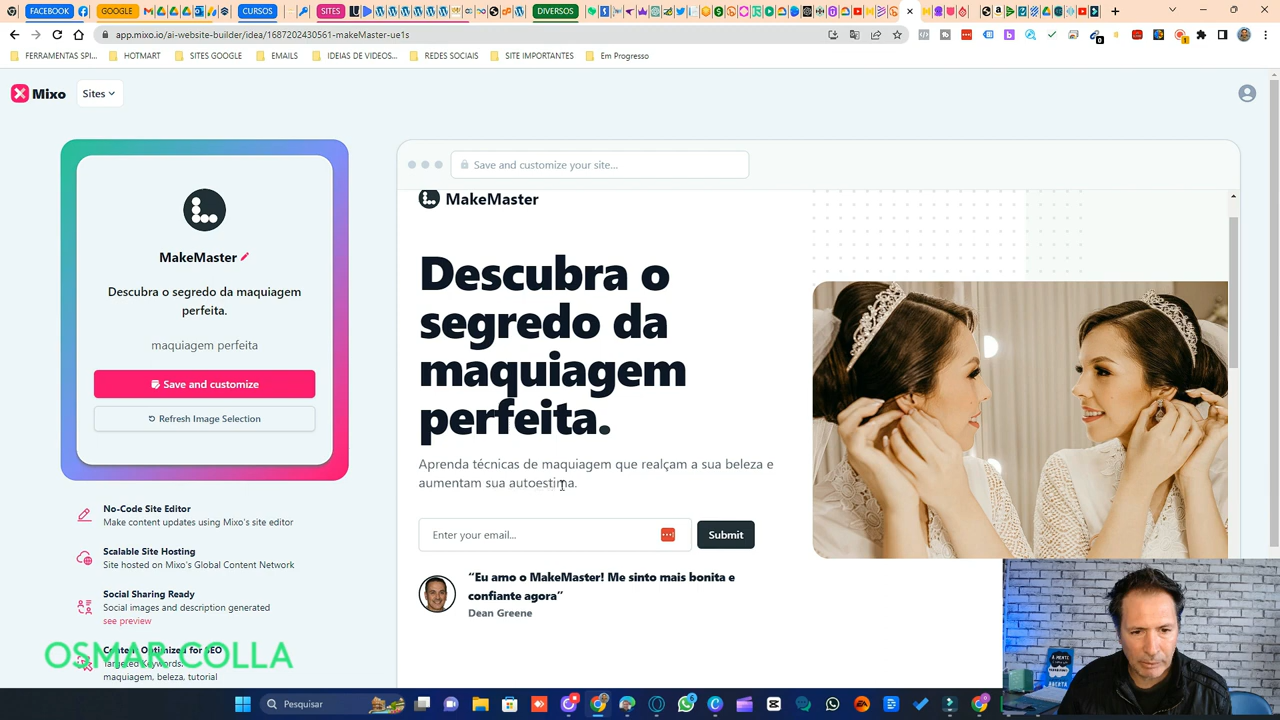 FACEBOOK
GOOGLE
CURSOS
SITES
DIVERSOS
app.mixo.io/ai-website-builder/idea/1687202430561-makeMaster-ue1s
FERRAMENTAS SPI...
HOTMART
SITES GOOGLE
EMAILS
IDEIAS DE VIDEOS...
REDES SOCIAIS
SITE IMPORTANTES
Em Progresso
Mixo
Sites
Save and customize your site...
MakeMaster
Descubra o segredo da maquiagem
perfeita.
maquiagem perfeita
Save and customize
Refresh Image Selection
No-Code Site Editor
Make content updates using Mixo's site editor
Scalable Site Hosting
Site hosted on Mixo's Global Content Network
Social Sharing Ready
Social images and description generated
see preview
Content Optimized for SEO
Targeted Keywords:
maquiagem, beleza, tutorial
OSMAR COLLA
MakeMaster
Descubra o
segredo da
maquiagem
perfeita.
Aprenda técnicas de maquiagem que realçam a sua beleza e
aumentam sua autoestima.
Enter your email...
Submit
“Eu amo o MakeMaster! Me sinto mais bonita e
confiante agora”
Dean Greene
Pesquisar